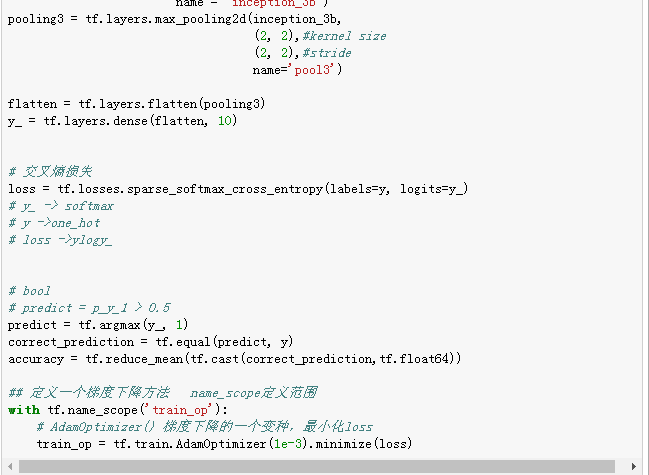 name = 'inception_3b')
pooling3 = tf.layers.max_pooling2d(inception_3b,
(2, 2),#kernel size
(2, 2),#stride
name='pool3')
flatten = tf.layers.flatten(pooling3)
y_ = tf.layers.dense(flatten, 10)
# 交叉熵损失
loss = tf.losses.sparse_softmax_cross_entropy(labels=y, logits=y_)
# y_ -> softmax
# y ->one_hot
# loss ->ylogy_
# bool
# predict = p_y_1 > 0.5
predict = tf.argmax(y_, 1)
correct_prediction = tf.equal(predict, y)
accuracy = tf.reduce_mean(tf.cast(correct_prediction,tf.float64))
## 定义一个梯度下降方法   name_scope定义范围
with tf.name_scope('train_op'):
# AdamOptimizer() 梯度下降的一个变种，最小化loss
train_op = tf.train.AdamOptimizer(1e-3).minimize(loss)